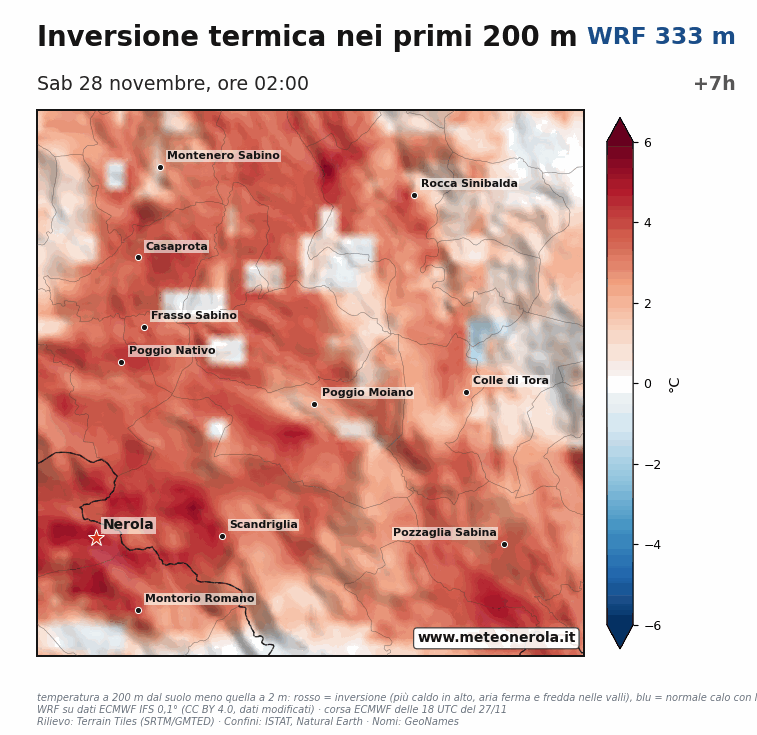 Inversione termica nei primi 200 m WRF 333 m
Sab 28 novembre, ore 02:00 +7h
Montenero Sabino
Rocca Sinibalda
Casaprota
Frasso Sabino
Poggio Nativo
Colle di Tora
Poggio Moiano
Nerola
Scandriglia
Pozzaglia Sabina
Montorio Romano
www.meteonerola.it
6
4
2
0
−2
−4
−6
°C
temperatura a 200 m dal suolo meno quella a 2 m: rosso = inversione (più caldo in alto, aria ferma e fredda nelle valli), blu = normale calo con
WRF su dati ECMWF IFS 0,1° (CC BY 4.0, dati modificati) · corsa ECMWF delle 18 UTC del 27/11
Rilievo: Terrain Tiles (SRTM/GMTED) · Confini: ISTAT, Natural Earth · Nomi: GeoNames